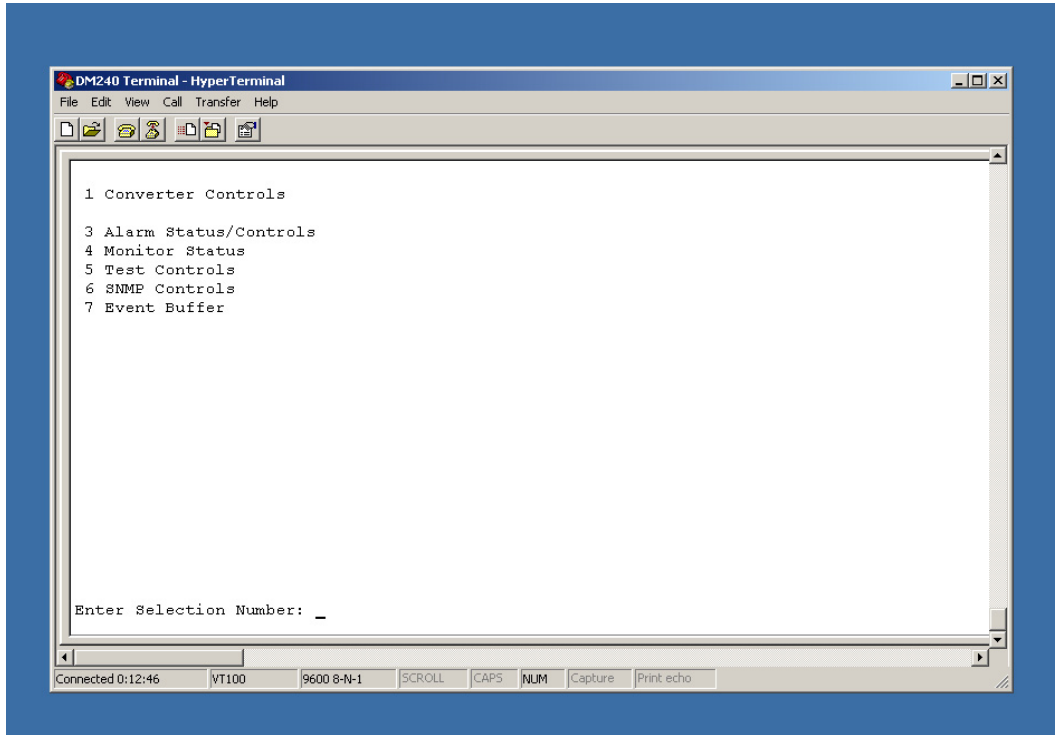 DM240 Terminal - HyperTerminal
File Edit View Call Transfer Help
1 Converter Controls
3 Alarm Status/Controls
4 Monitor Status
5 Test Controls
6 SNMP Controls
7 Event Buffer
Enter Selection Number: _
Connected 0:12:46 VT100 9600 8-N-1 SCROLL CAPS NUM Capture Print echo